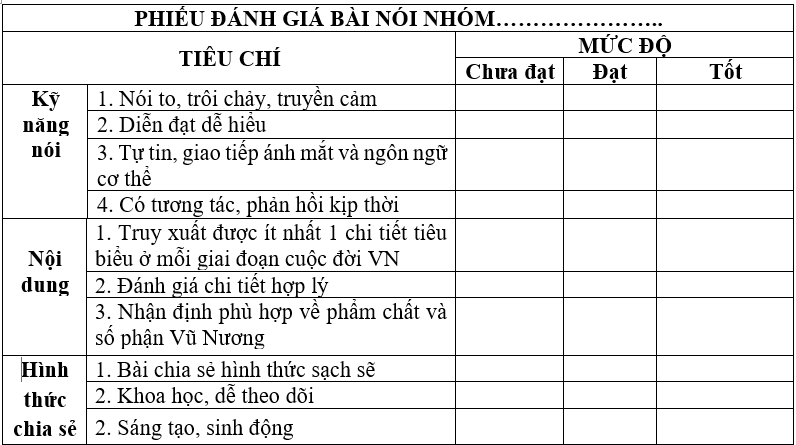 PHIẾU ĐÁNH GIÁ BÀI NÓI NHÓM…………………..
TIÊU CHÍ
MỨC ĐỘ
Chưa đạt Đạt Tốt
Kỹ năng nói
1. Nói to, trôi chảy, truyền cảm
2. Diễn đạt dễ hiểu
3. Tự tin, giao tiếp ánh mắt và ngôn ngữ
cơ thể
4. Có tương tác, phản hồi kịp thời
Nội dung
1. Truy xuất được ít nhất 1 chi tiết tiêu
biểu ở mỗi giai đoạn cuộc đời VN
2. Đánh giá chi tiết hợp lý
3. Nhận định phù hợp về phẩm chất và
số phận Vũ Nương
Hình thức chia sẻ
1. Bài chia sẻ hình thức sạch sẽ
2. Khoa học, dễ theo dõi
2. Sáng tạo, sinh động